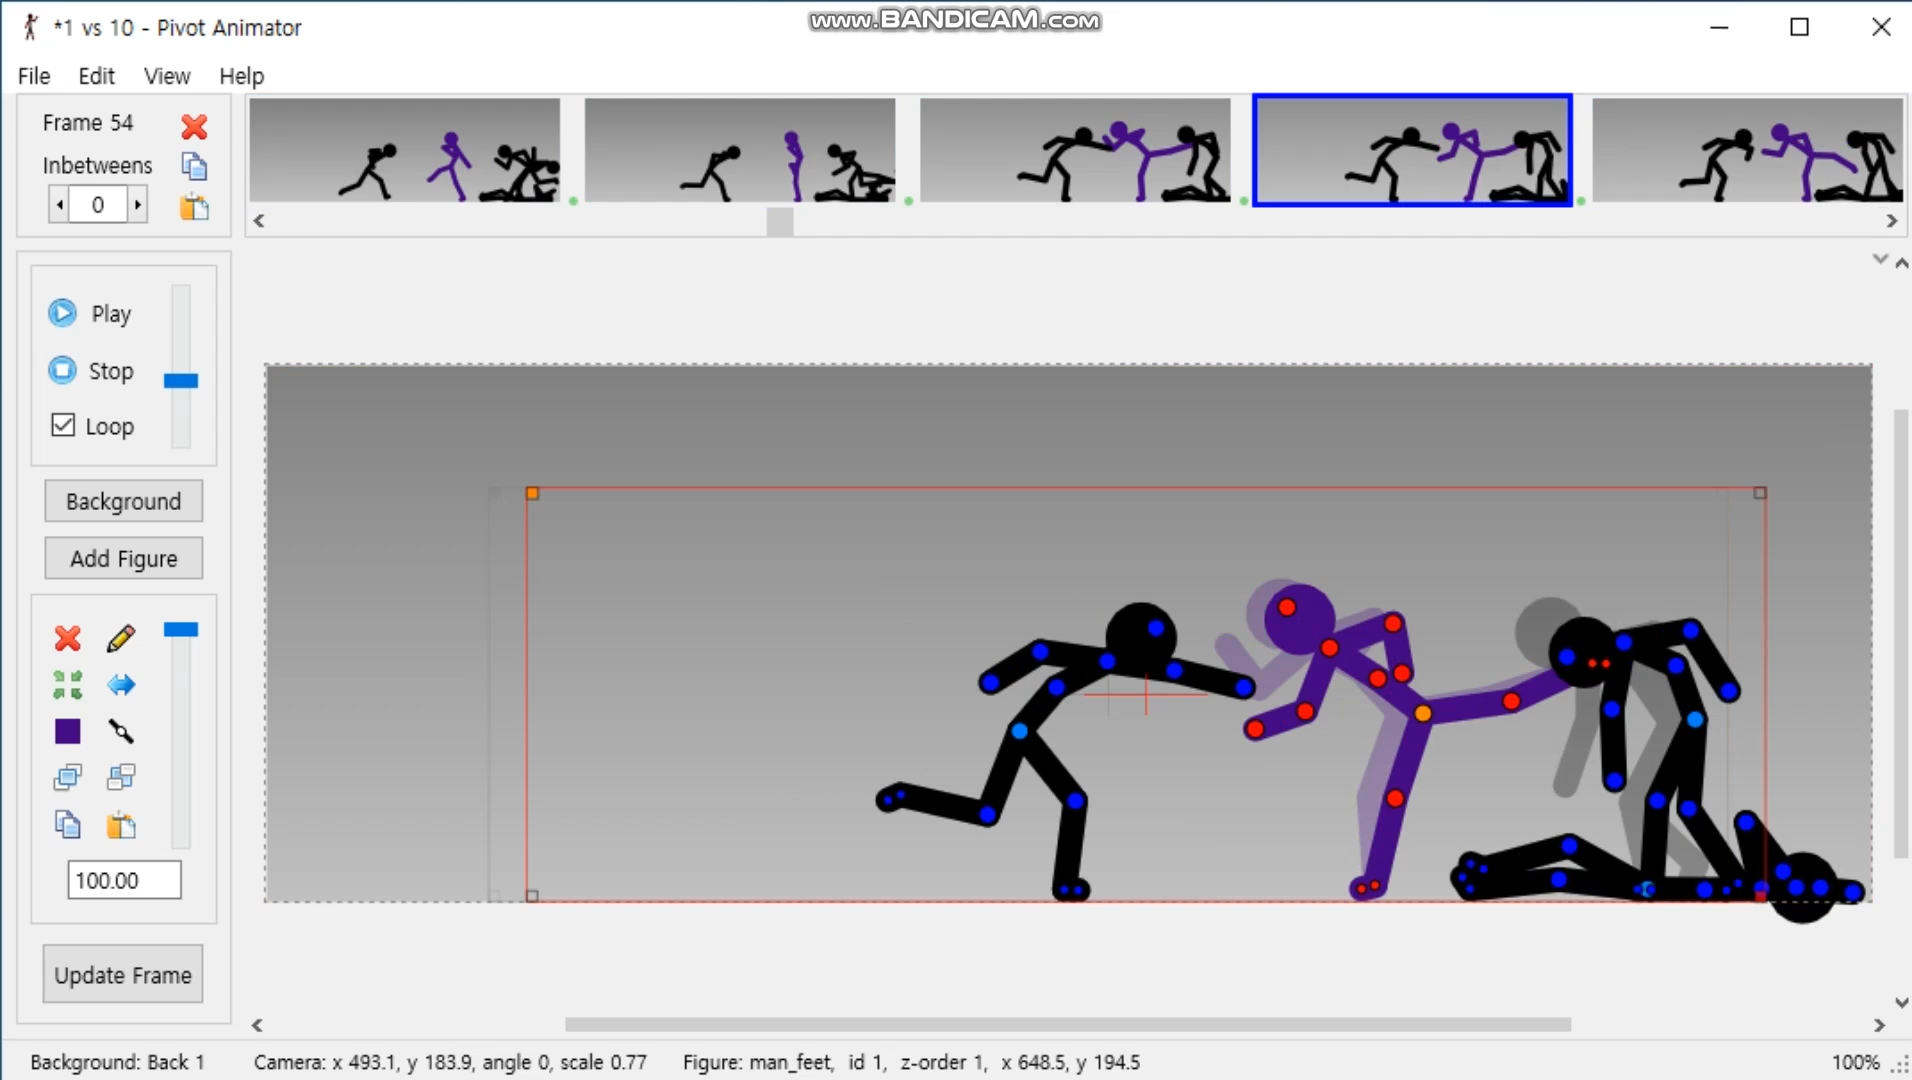 www.BANDICAM.com
*1 vs 10 - Pivot Animator
File Edit View Help
Frame 54
Inbetweens
0
Play
Stop
Loop
Background
Add Figure
100.00
Update Frame
Background: Back 1 Camera: x 493.1, y 183.9, angle 0, scale 0.77 Figure: man_feet, id 1, z-order 1, x 648.5, y 194.5 100%